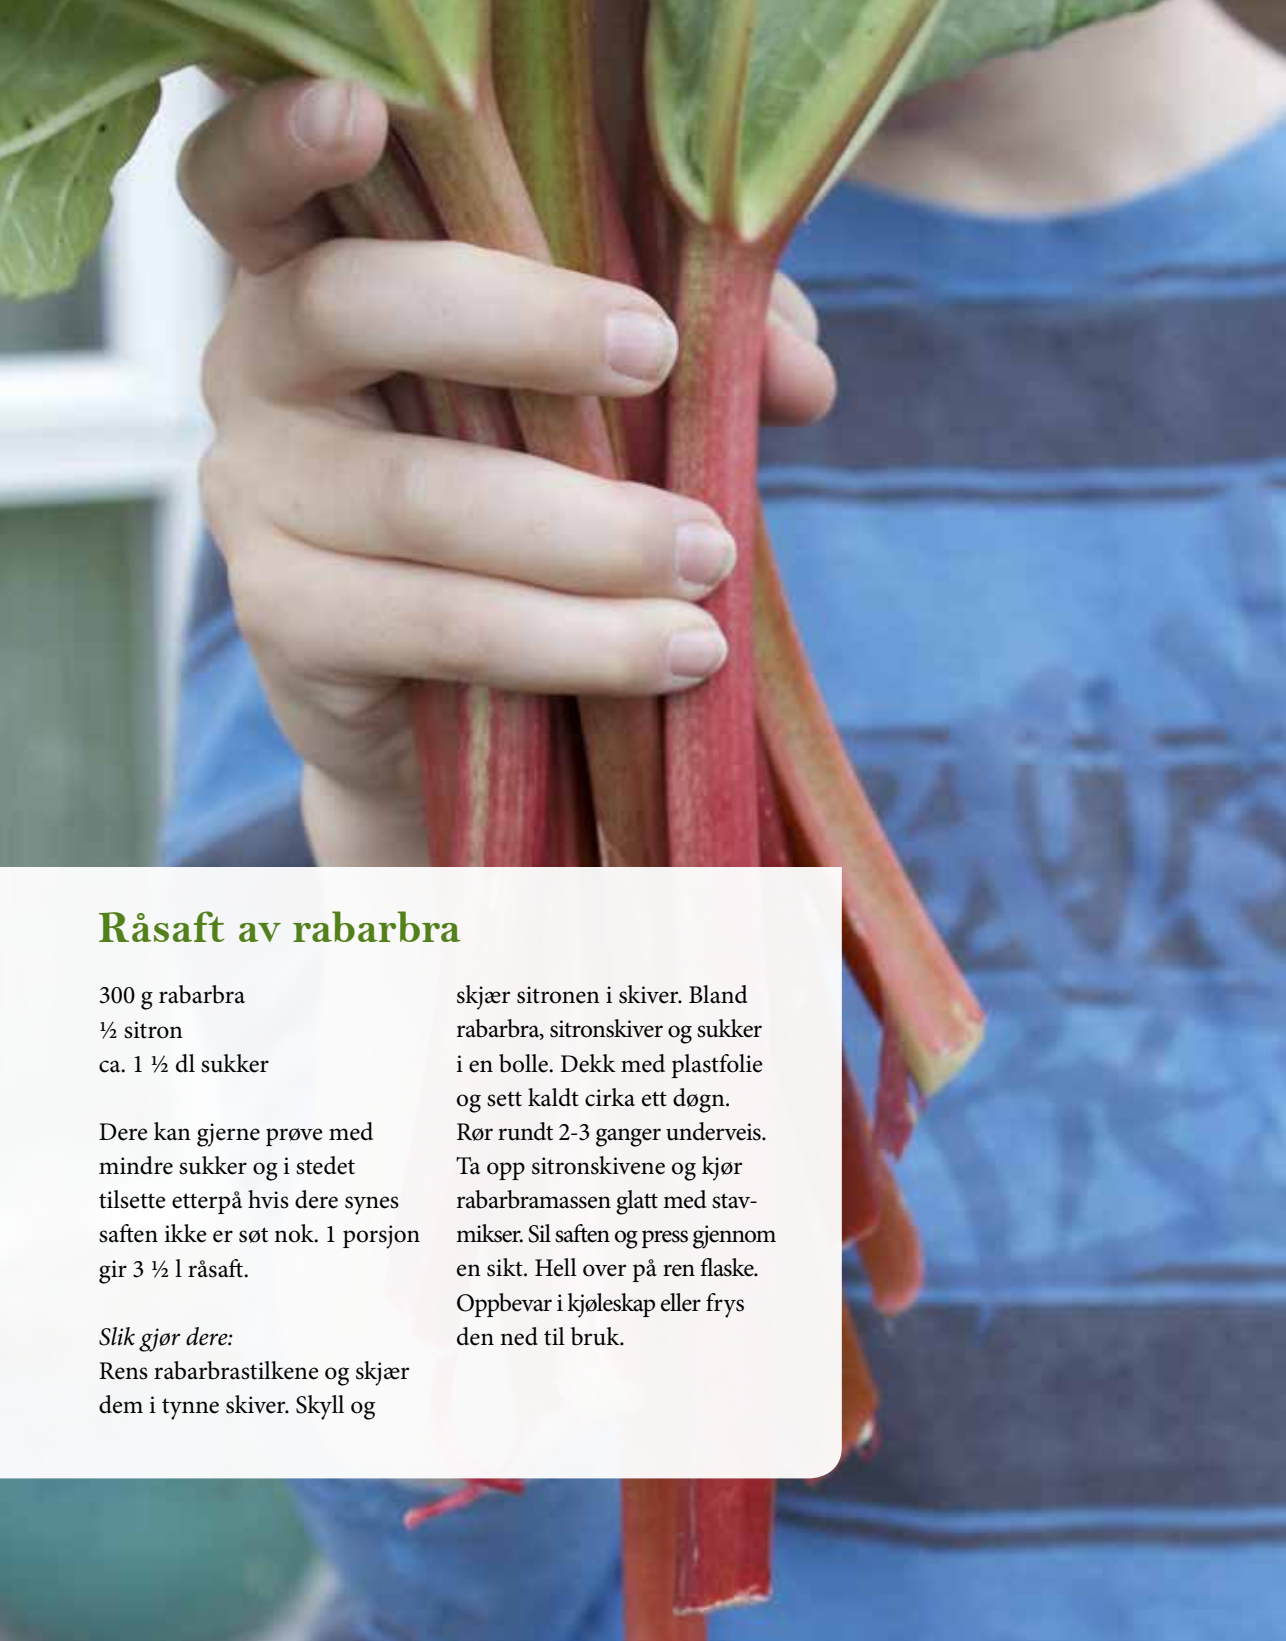 Råsaft av rabarbra
300 g rabarbra
½ sitron
ca. 1 ½ dl sukker
Dere kan gjerne prøve med
mindre sukker og i stedet
tilsette etterpå hvis dere synes
saften ikke er søt nok. 1 porsjon
gir 3 ½ l råsaft.
Slik gjør dere:
Rens rabarbrastilkene og skjær
dem i tynne skiver. Skyll og
skjær sitronen i skiver. Bland
rabarbra, sitronskiver og sukker
i en bolle. Dekk med plastfolie
og sett kaldt cirka ett døgn.
Rør rundt 2-3 ganger underveis.
Ta opp sitronskivene og kjør
rabarbramassen glatt med stav-
mikser. Sil saften og press gjennom
en sikt. Hell over på ren flaske.
Oppbevar i kjøleskap eller frys
den ned til bruk.